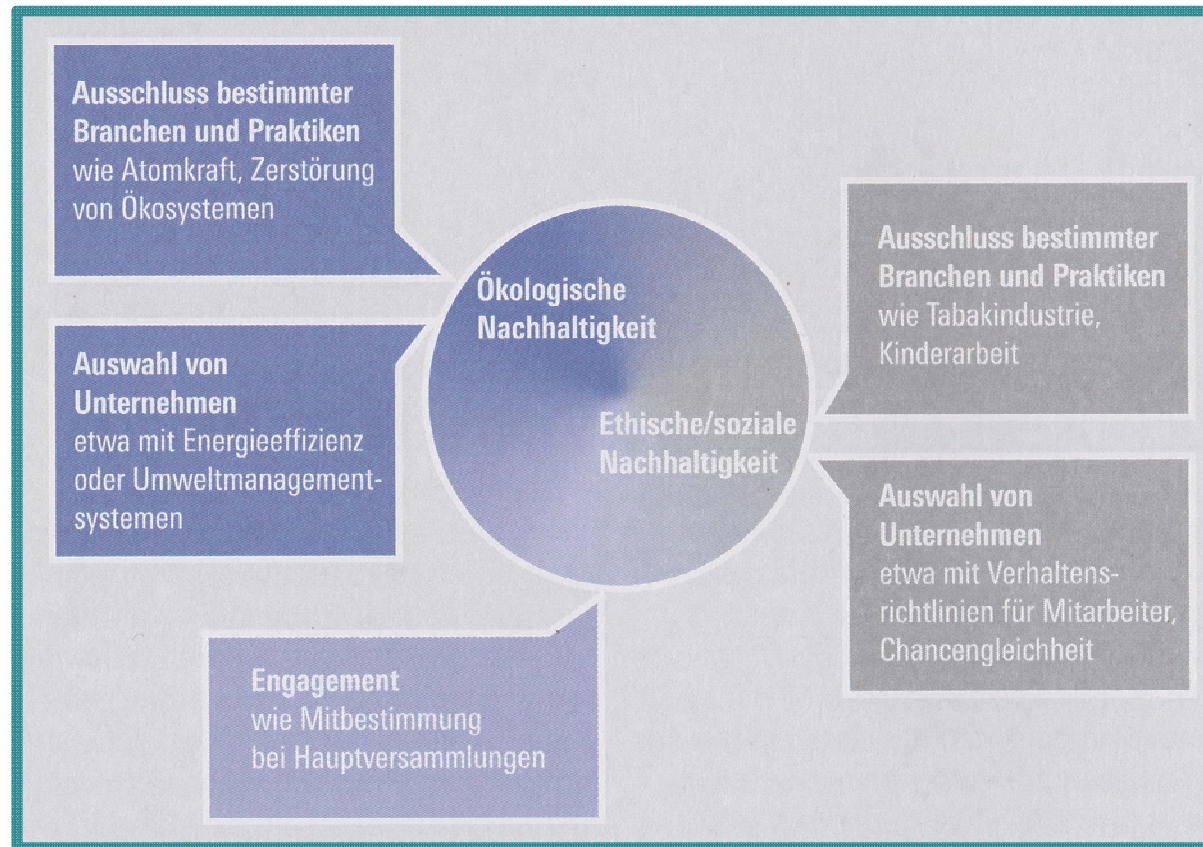 Ausschluss bestimmter
Branchen und Praktiken
wie Atomkraft, Zerstörung
von Ökosystemen
Auswahl von
Unternehmen
etwa mit Energieeffizienz
oder Umweltmanagement-
systemen
Ökologische
Nachhaltigkeit
Ethische/soziale
Nachhaltigkeit
Ausschluss bestimmter
Branchen und Praktiken
wie Tabakindustrie,
Kinderarbeit
Auswahl von
Unternehmen
etwa mit Verhaltens-
richtlinien für Mitarbeiter,
Chancengleichheit
Engagement
wie Mitbestimmung
bei Hauptversammlungen